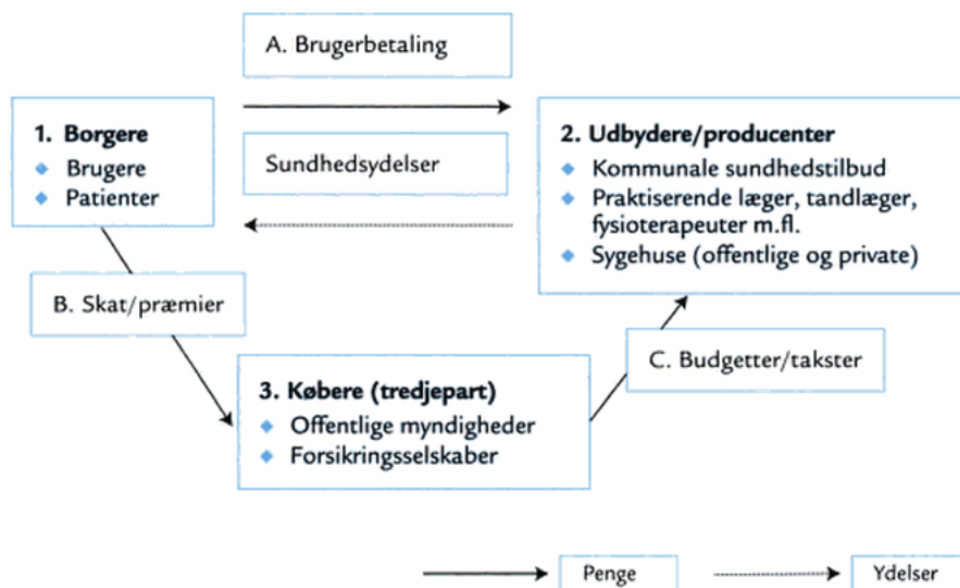 A. Brugerbetaling
1. Borgere
Brugere
Patienter
Sundhedsydelser
2. Udbydere/producenter
Kommunale sundhedstilbud
Praktiserende læger, tandlæger,
fysioterapeuter m.fl.
Sygehuse (offentlige og private)
B. Skat/præmier
C. Budgetter/takster
3. Købere (tredjepart)
Offentlige myndigheder
Forsikringsselskaber
Penge
Ydelser